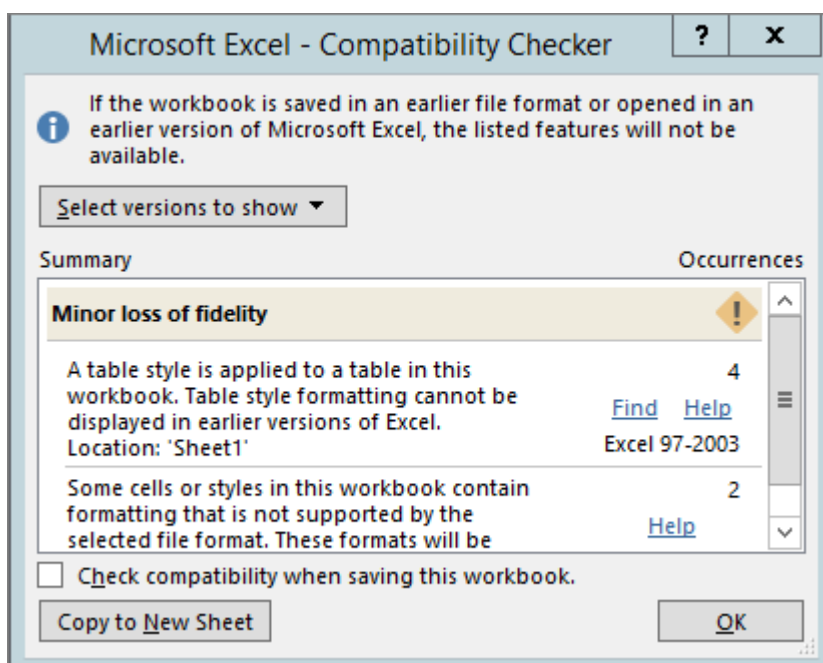 Microsoft Excel - Compatibility Checker
?
x
If the workbook is saved in an earlier file format or opened in an
earlier version of Microsoft Excel, the listed features will not be
available.
Select versions to show
Summary
Occurrences
Minor loss of fidelity
!
A table style is applied to a table in this
workbook. Table style formatting cannot be
displayed in earlier versions of Excel.
Location: 'Sheet1'
4
Find Help
Excel 97-2003
Some cells or styles in this workbook contain
formatting that is not supported by the
selected file format. These formats will be
2
Help
Check compatibility when saving this workbook.
Copy to New Sheet
OK